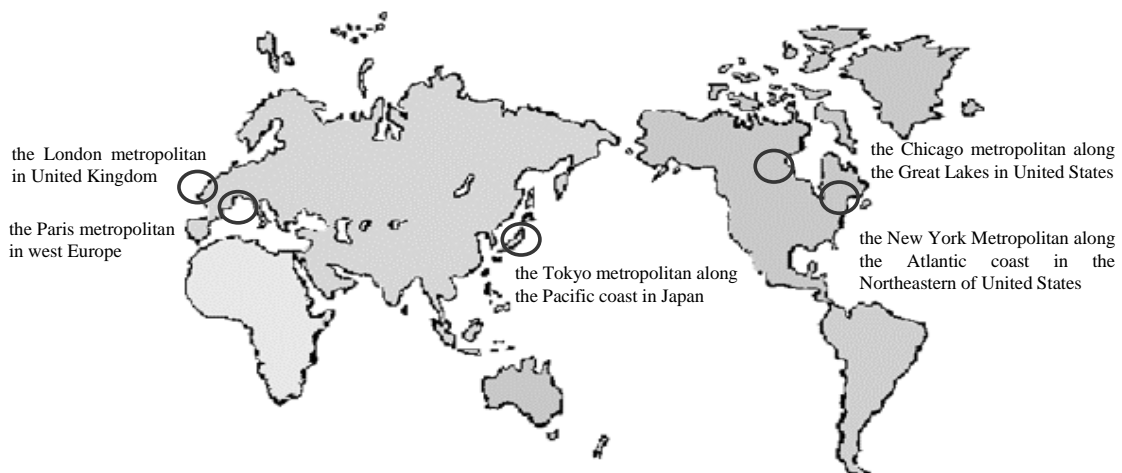 the London metropolitan
in United Kingdom
the Paris metropolitan
in west Europe
the Tokyo metropolitan along
the Pacific coast in Japan
the Chicago metropolitan along
the Great Lakes in United States
the New York Metropolitan along
the Atlantic coast in the
Northeastern of United States